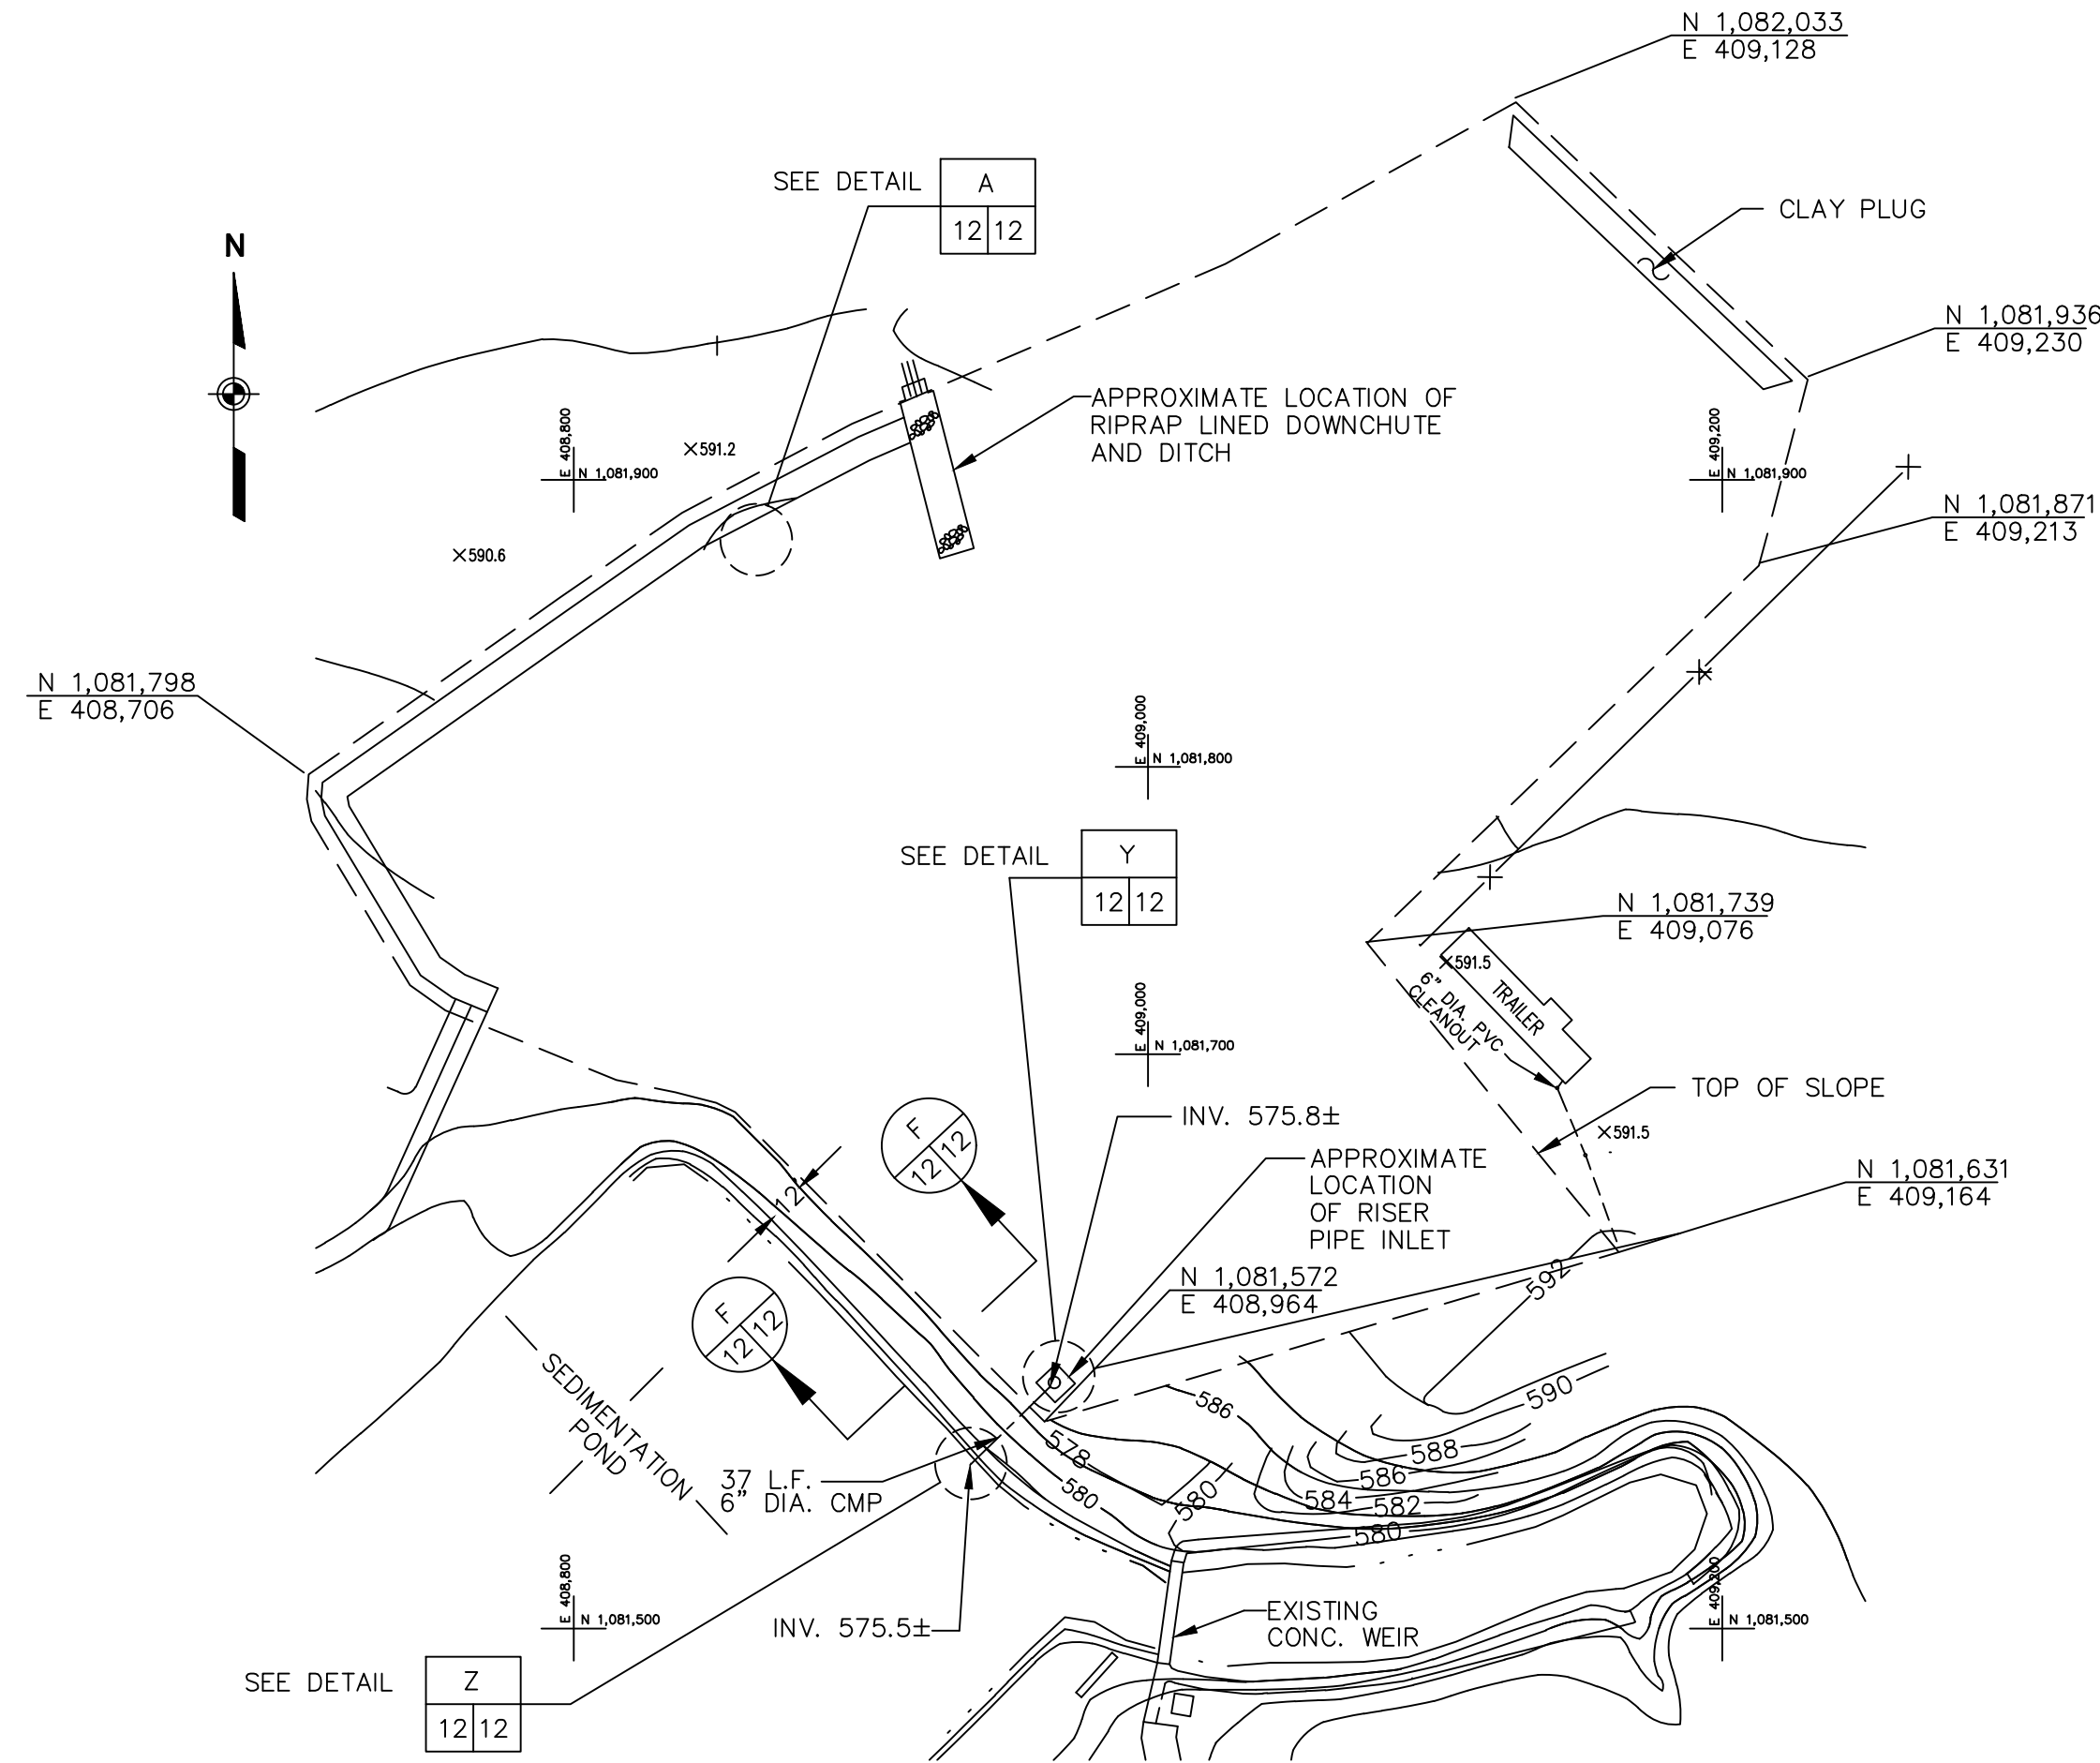 N 1,082,033
E 409,128
SEE DETAIL
A
12 12
CLAY PLUG
N
N 1,081,936
E 409,230
APPROXIMATE LOCATION OF
RIPRAP LINED DOWNCHUTE
AND DITCH
E 408,800
N 1,081,900
×591.2
E 409,200
N 1,081,900
N 1,081,871
E 409,213
×590.6
N 1,081,798
E 408,706
E 409,000
N 1,081,800
SEE DETAIL
Y
12 12
N 1,081,739
E 409,076
×591.5
TRAILER
6" DIA. PVC
CLEANOUT
E 409,000
N 1,081,700
TOP OF SLOPE
INV. 575.8±
×591.5
F
12 12
APPROXIMATE
LOCATION
OF RISER
PIPE INLET
N 1,081,631
E 409,164
12
N 1,081,572
E 408,964
F
12 12
592
SEDIMENTATION
POND
590
586
588
578
586
580
584
582
580
580
37 L.F.
6" DIA. CMP
E 408,800
N 1,081,500
INV. 575.5±
EXISTING
CONC. WEIR
E 409,200
N 1,081,500
SEE DETAIL
Z
12 12